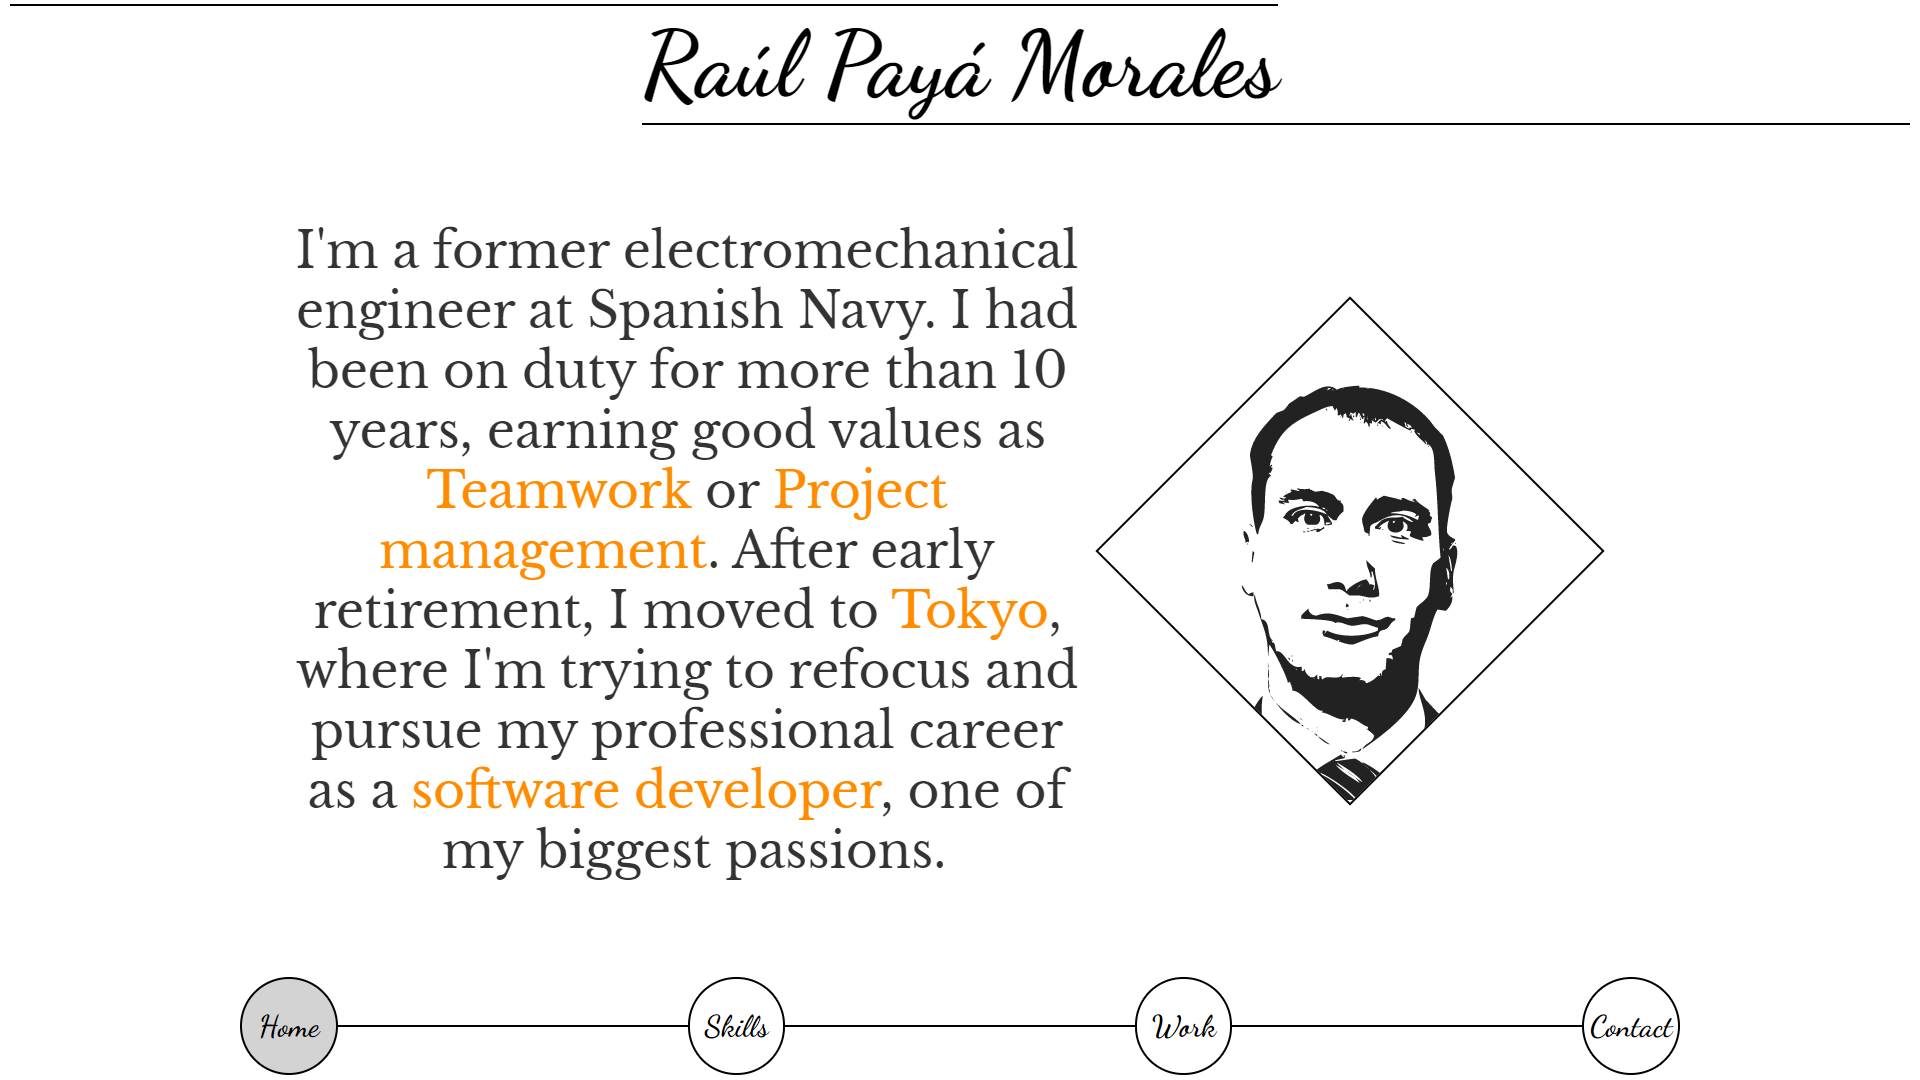 Raúl Payá Morales
I'm a former electromechanical
engineer at Spanish Navy. I had
been on duty for more than 10
years, earning good values as
Teamwork or Project
management. After early
retirement, I moved to Tokyo,
where I'm trying to refocus and
pursue my professional career
as a software developer, one of
my biggest passions.
Home
Skills
Work
Contact